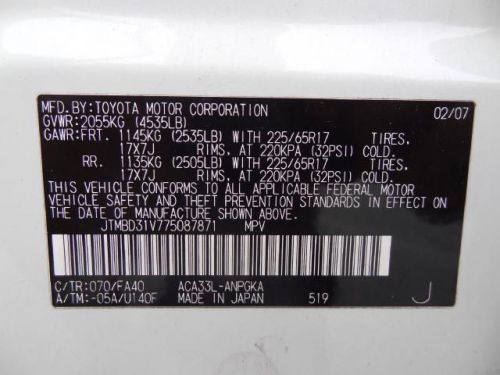 MFD.BY:TOYOTA MOTOR CORPORATION 02/07
GVWR:2055KG (4535LB)
GAWR:FRT. 1145KG (2535LB) WITH 225/65R17 TIRES,
17X7J RIMS, AT 220KPA (32PSI) COLD
RR. 1135KG (2505LB) WITH 225/65R17 TIRES,
17X7J RIMS, AT 220KPA (32PSI) COLD.
THIS VEHICLE CONFORMS TO ALL APPLICABLE FEDERAL MOTOR
VEHICLE SAFETY AND THEFT PREVENTION STANDARDS IN EFFECT
ON THE DATE OF MANUFACTURE SHOWN ABOVE.
JTMBD31V775087871 MPV
C/TR:070/FA40 ACA33L-ANPGKA
A/TM:-05A/U140F MADE IN JAPAN 519 J